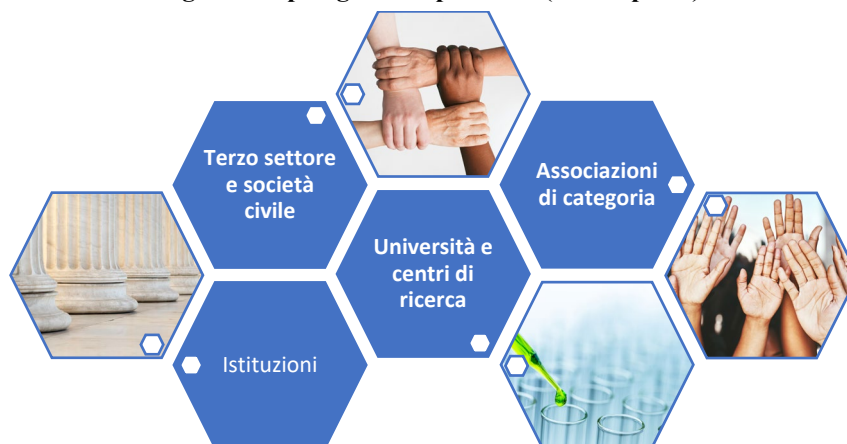 Terzo settore
e società
civile
Associazioni
di categoria
Università e
centri di
ricerca
Istituzioni